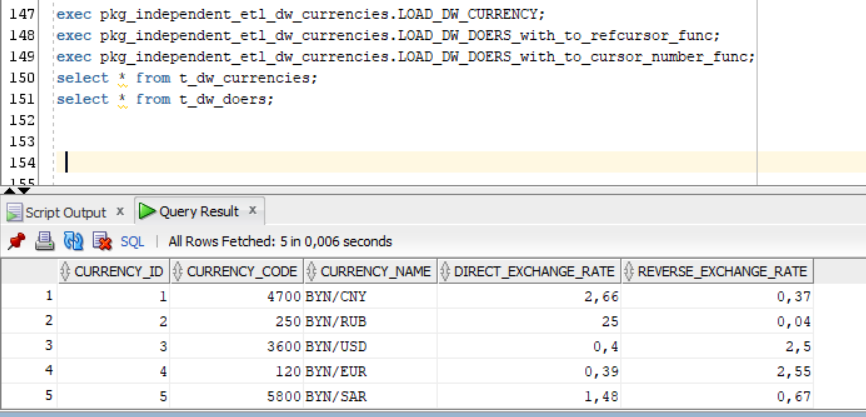 147 exec pkg_independent_etl_dw_currencies.LOAD_DW_CURRENCY;
148 exec pkg_independent_etl_dw_currencies.LOAD_DW_DOERS_with_to_refcursor_func;
149 exec pkg_independent_etl_dw_currencies.LOAD_DW_DOERS_with_to_cursor_number_func;
150 select * from t_dw_currencies;
151 select * from t_dw_doers;
152
153
154
155
Script Output x Query Result x
SQL | All Rows Fetched: 5 in 0,006 seconds
CURRENCY_ID CURRENCY_CODE CURRENCY_NAME DIRECT_EXCHANGE_RATE REVERSE_EXCHANGE_RATE
1 1 4700 BYN/CNY 2,66 0,37
2 2 250 BYN/RUB 25 0,04
3 3 3600 BYN/USD 0,4 2,5
4 4 120 BYN/EUR 0,39 2,55
5 5 5800 BYN/SAR 1,48 0,67